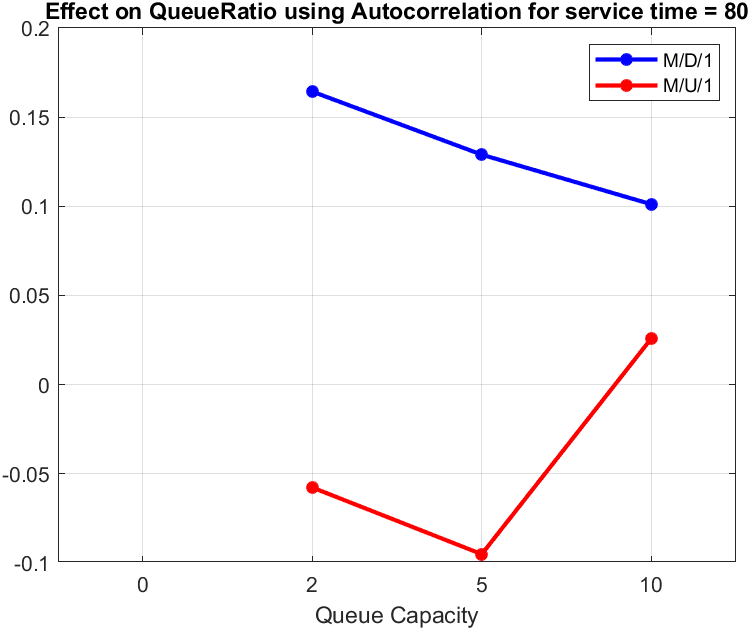 Effect on QueueRatio using Autocorrelation for service time = 80
0.2
0.15
0.1
0.05
0
-0.05
-0.1
M/D/1
M/U/1
0 2 5 10
Queue Capacity